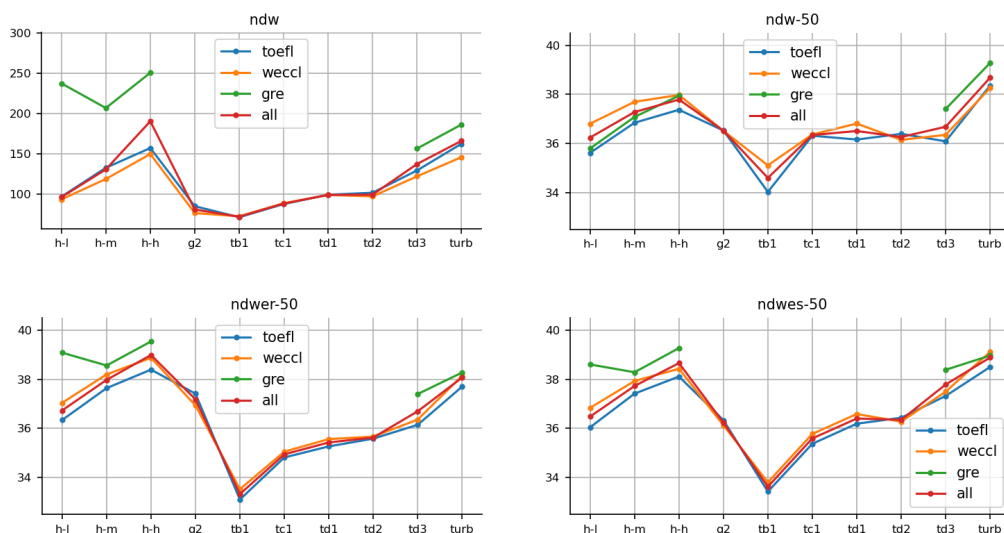 ndw
300
250
200
150
100
toefl
weccl
gre
all
h-l h-m h-h g2 tb1 tc1 td1 td2 td3 turb
ndw-50
40
38
36
34
toefl
weccl
gre
all
h-l h-m h-h g2 tb1 tc1 td1 td2 td3 turb
ndwer-50
40
38
36
34
toefl
weccl
gre
all
h-l h-m h-h g2 tb1 tc1 td1 td2 td3 turb
ndwes-50
40
38
36
34
toefl
weccl
gre
all
h-l h-m h-h g2 tb1 tc1 td1 td2 td3 turb